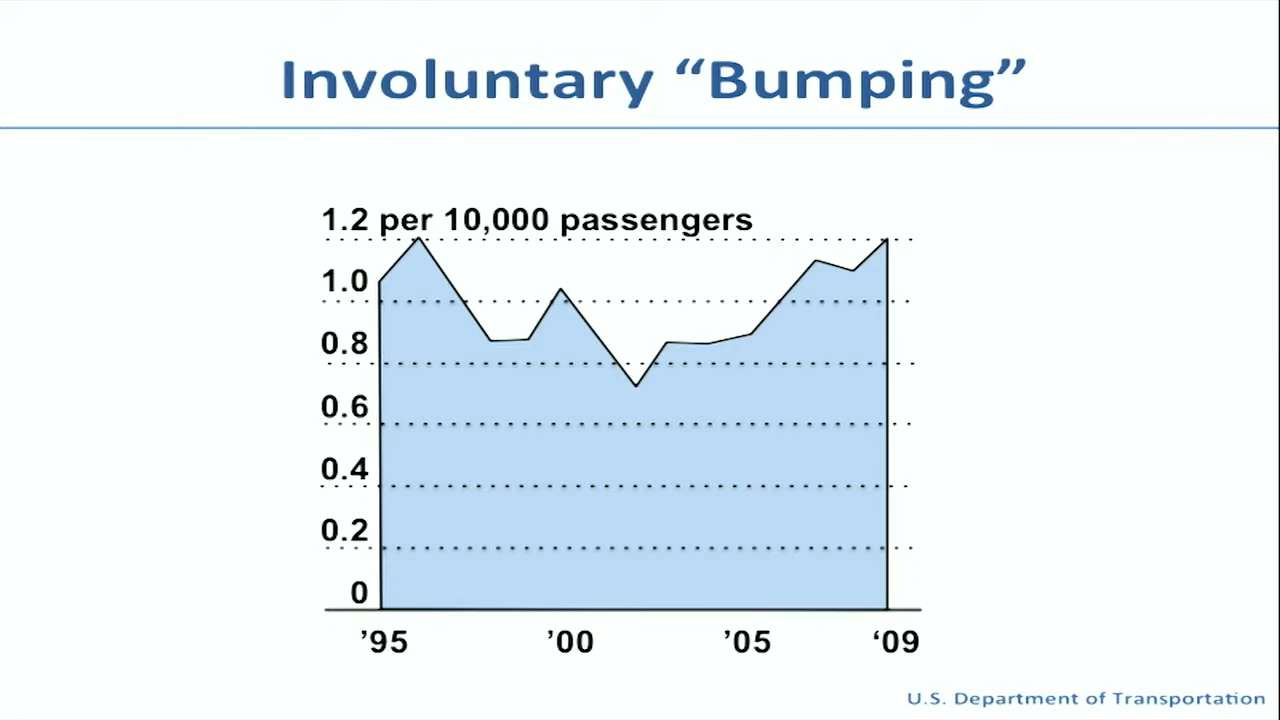 Involuntary “Bumping”
1.2 per 10,000 passengers
1.0
0.8
0.6
0.4
0.2
0
’95 ’00 ’05 ‘09
U.S. Department of Transportation